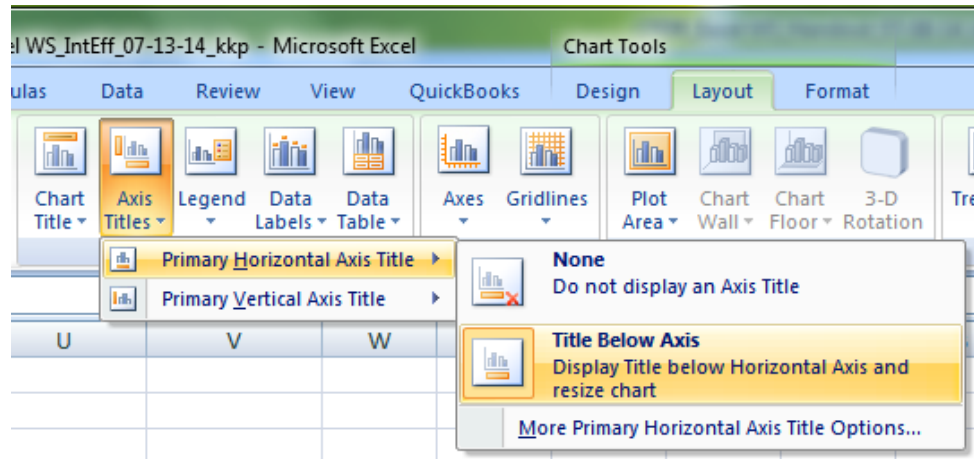 el WS_IntEff_07-13-14_kkp - Microsoft Excel
Chart Tools
ulas Data Review View QuickBooks Design Layout Format
Chart Title
Axis Titles
Legend
Data Labels
Data Table
Axes
Gridlines
Plot Area
Chart Wall
Chart Floor
3-D Rotation
Tre
Primary Horizontal Axis Title
Primary Vertical Axis Title
None
Do not display an Axis Title
Title Below Axis
Display Title below Horizontal Axis and
resize chart
More Primary Horizontal Axis Title Options...
U V W